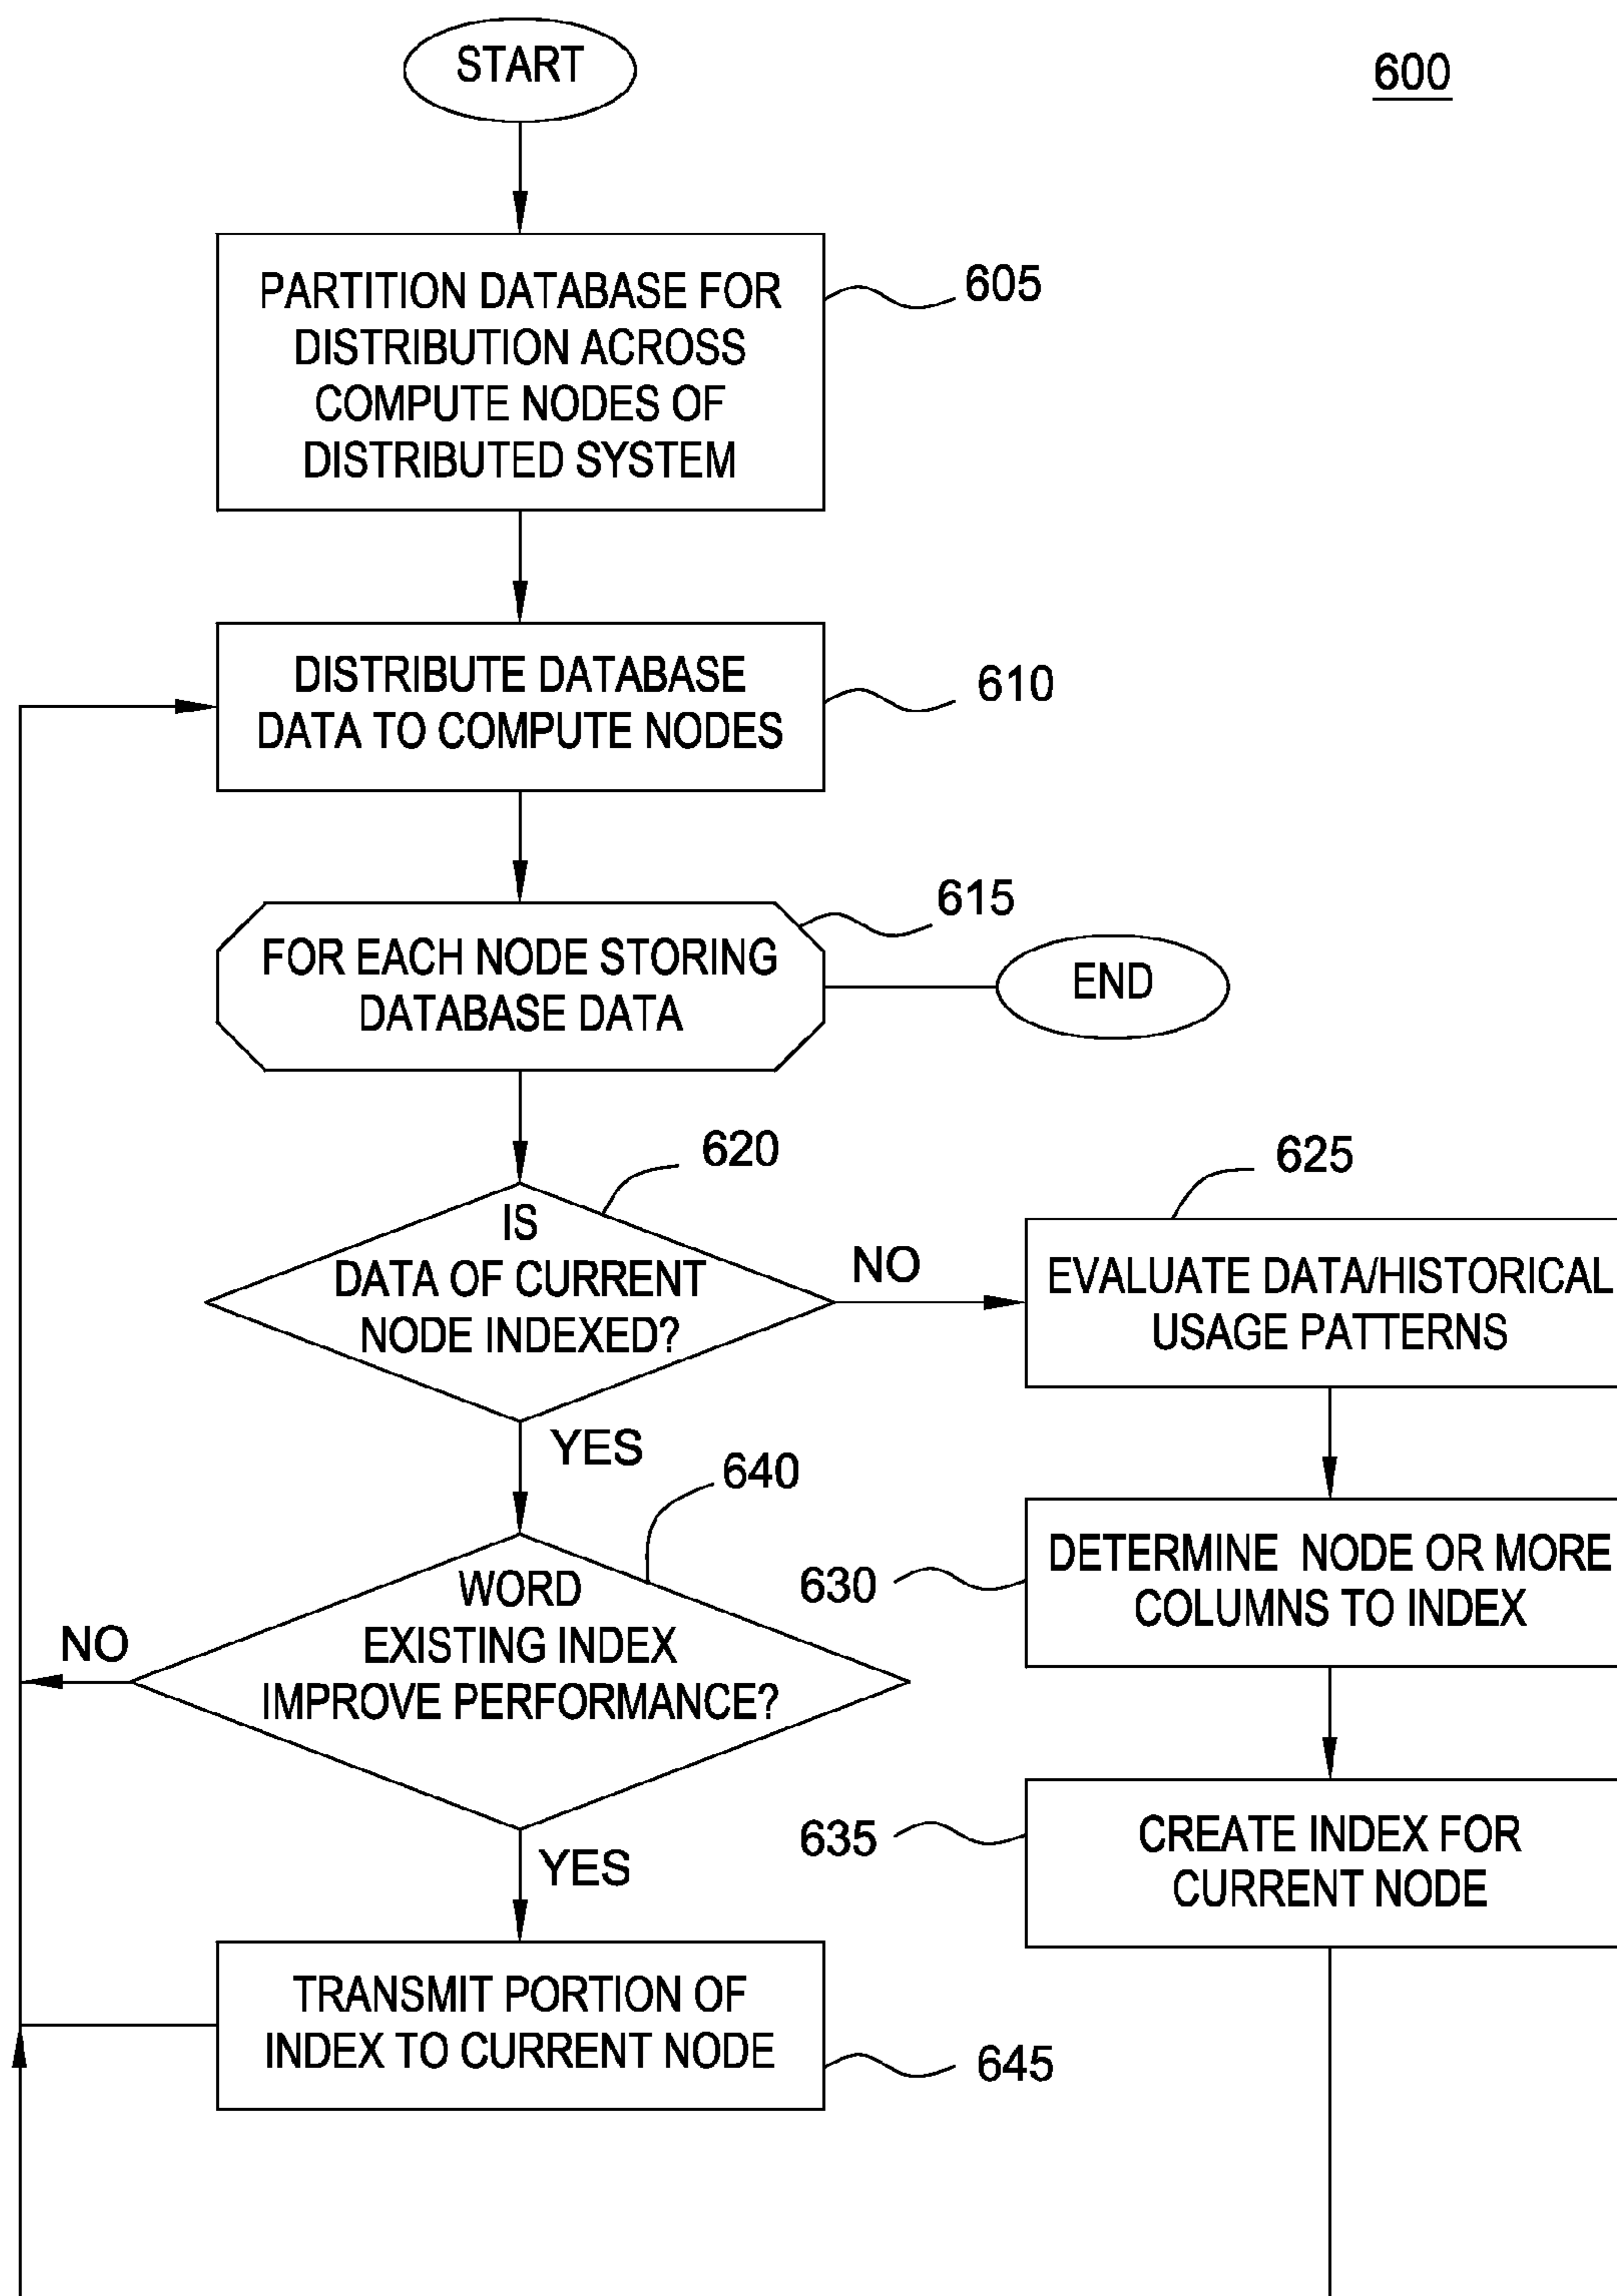 START
600
PARTITION DATABASE FOR
DISTRIBUTION ACROSS
COMPUTE NODES OF
DISTRIBUTED SYSTEM
605
DISTRIBUTE DATABASE
DATA TO COMPUTE NODES
610
FOR EACH NODE STORING
DATABASE DATA
615
END
IS
DATA OF CURRENT
NODE INDEXED?
620
NO
625
EVALUATE DATA/HISTORICAL
USAGE PATTERNS
YES
WORD
EXISTING INDEX
IMPROVE PERFORMANCE?
640
NO
630
DETERMINE NODE OR MORE
COLUMNS TO INDEX
YES
635
CREATE INDEX FOR
CURRENT NODE
TRANSMIT PORTION OF
INDEX TO CURRENT NODE
645